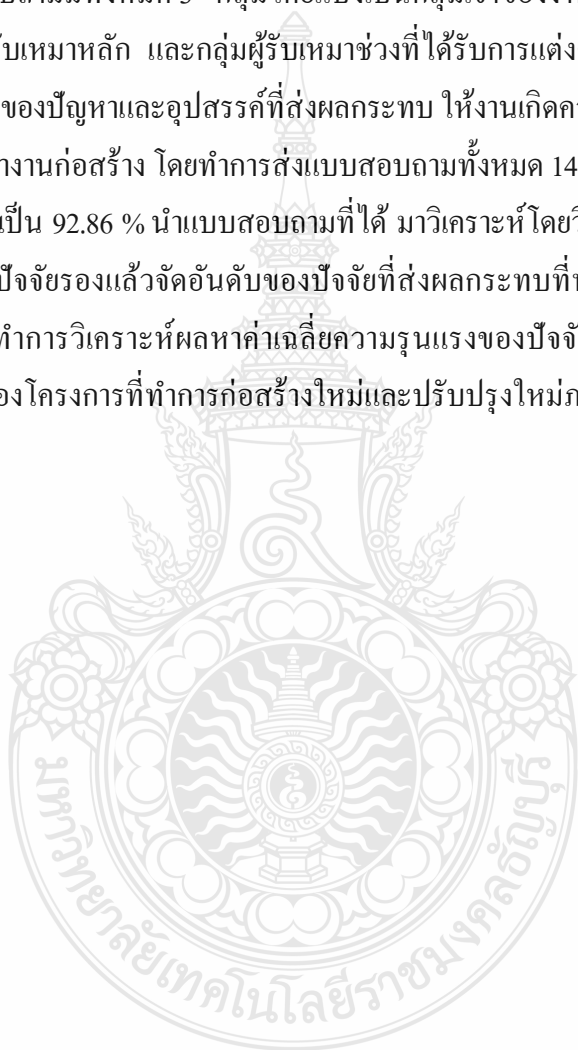 ับเหมาหลัก และกลุ่มผู้รับเหมาช่วงที่ได้รับการแต่ง
ของปัญหาและอุปสรรค์ที่ส่งผลกระทบ ให้งานเกิดคว
างานก่อสร้าง โดยทำการส่งแบบสอบถามทั้งหมด 14
เป็น 92.86 % นำแบบสอบถามที่ได้ มาวิเคราะห์โดยวิ
ปัจจัยรองแล้วจัดอันดับของปัจจัยที่ส่งผลกระทบที่ท
ทำการวิเคราะห์ผลหาค่าเฉลี่ยความรุนแรงของปัจจั
องโครงการที่ทำการก่อสร้างใหม่และปรับปรุงใหม่ภ
มหาวิทยาลัยเทคโนโลยีราชมงคลธัญบุรี